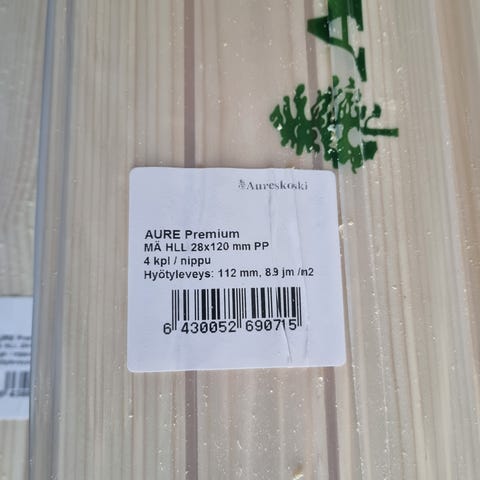 Aureskoski
AURE Premium
MÄ HLL 28x120 mm PP
4 kpl / nippu
Hyötyleveys: 112 mm, 8.9 jm /m2
6 430052 690715